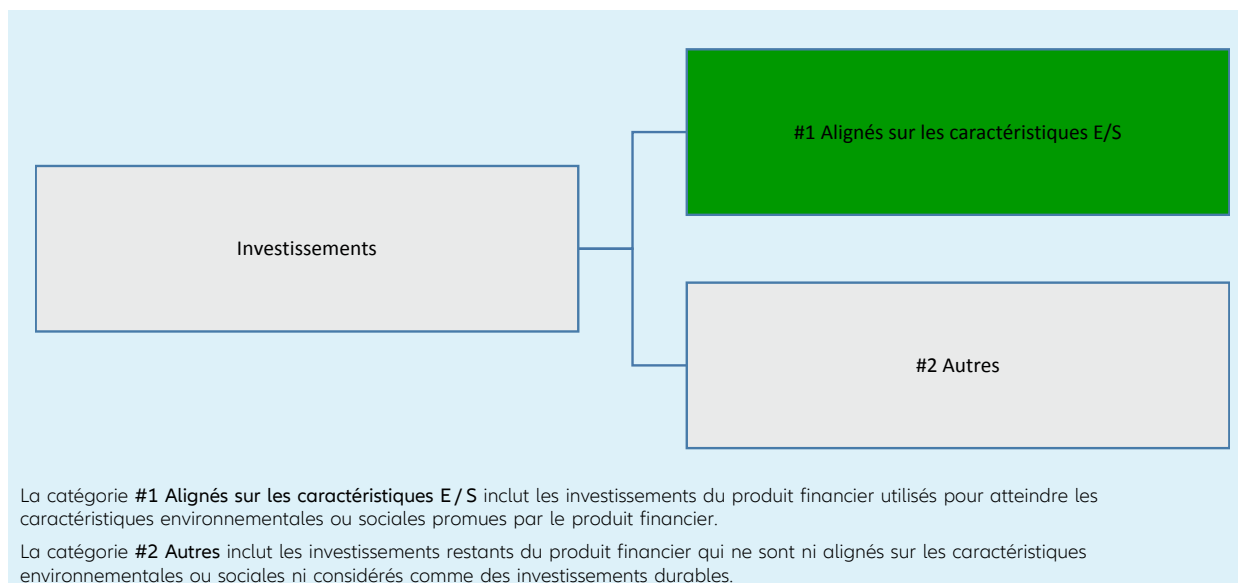 #1 Alignés sur les caractéristiques E/S
Investissements
#2 Autres
La catégorie #1 Alignés sur les caractéristiques E / S inclut les investissements du produit financier utilisés pour atteindre les
caractéristiques environnementales ou sociales promues par le produit financier.
La catégorie #2 Autres inclut les investissements restants du produit financier qui ne sont ni alignés sur les caractéristiques
environnementales ou sociales ni considérés comme des investissements durables.